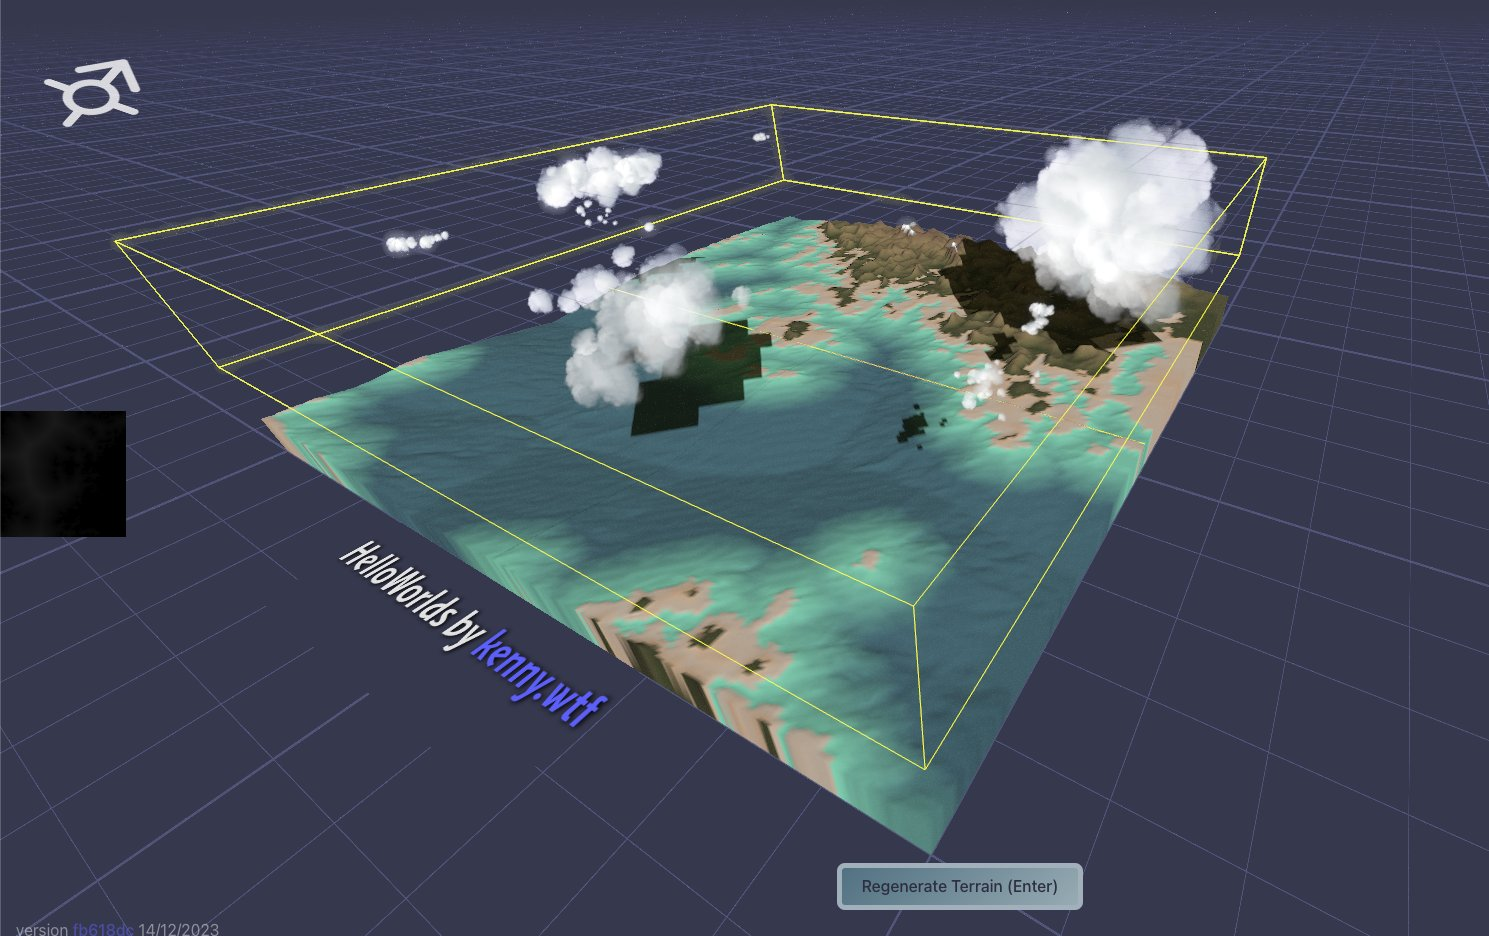 HelloWorlds by kenny.wtf
Regenerate Terrain (Enter)
version fb618dc 14/12/2023